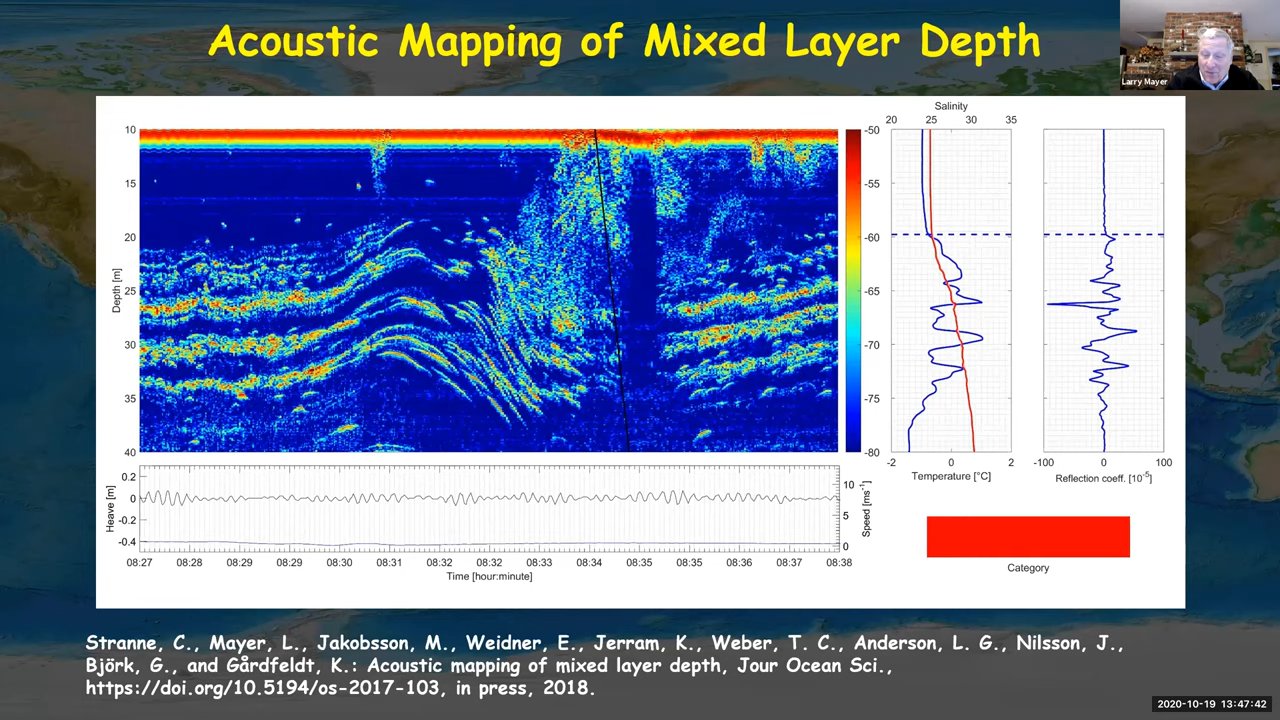 Acoustic Mapping of Mixed Layer Depth
Larry Mayer
Salinity
20 25 30 35
10
15
20
25
30
35
40
Depth [m]
-50
-55
-60
-65
-70
-75
-80
-2 0 2
Temperature [°C]
-100 0 100
Reflection coeff. [10-5]
0.2
0
-0.2
-0.4
Heave [m]
10
5
0
Speed [ms-1]
08:27 08:28 08:29 08:29 08:30 08:31 08:32 08:32 08:33 08:34 08:35 08:35 08:36 08:37 08:38
Time [hour:minute]
Category
Stranne, C., Mayer, L., Jakobsson, M., Weidner, E., Jerram, K., Weber, T. C., Anderson, L. G., Nilsson, J.,
Björk, G., and Gårdfeldt, K.: Acoustic mapping of mixed layer depth, Jour Ocean Sci.,
https://doi.org/10.5194/os-2017-103, in press, 2018.
2020-10-19 13:47:42